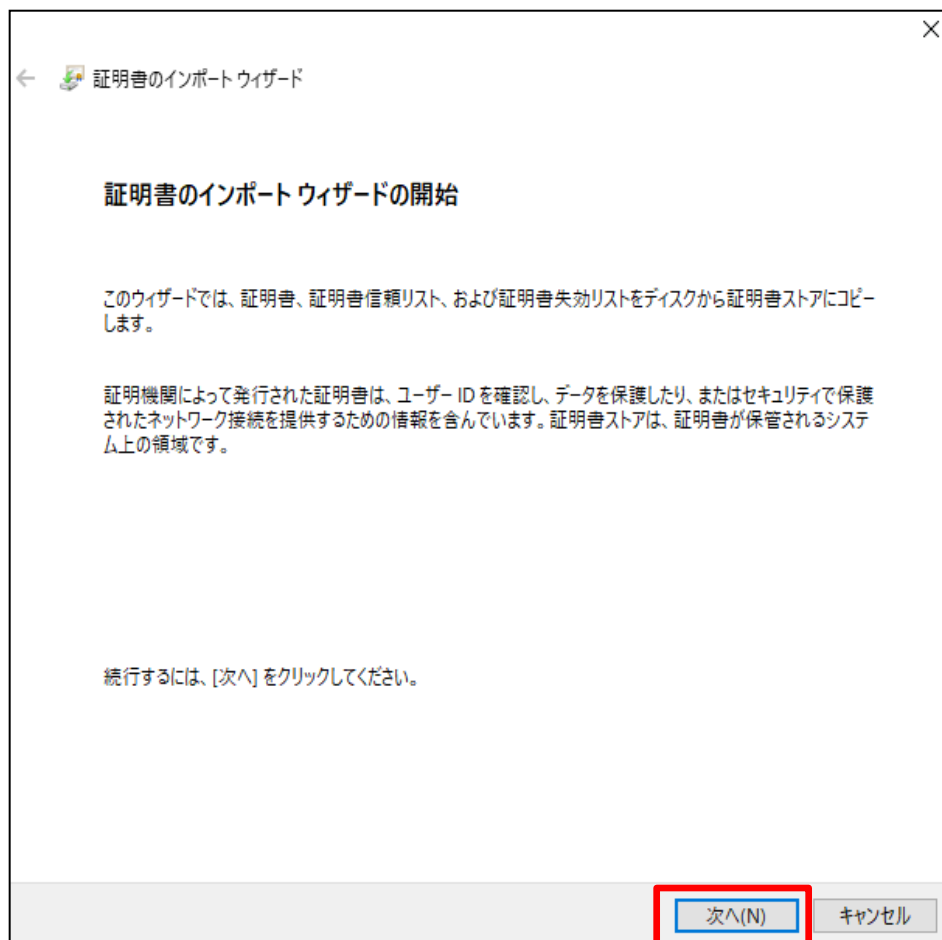 証明書のインポート ウィザード
証明書のインポート ウィザードの開始
このウィザードでは、証明書、証明書信頼リスト、および証明書失効リストをディスクから証明書ストアにコピー
します。
証明機関によって発行された証明書は、ユーザー ID を確認し、データを保護したり、またはセキュリティで保護
されたネットワーク接続を提供するための情報を含んでいます。証明書ストアは、証明書が保管されるシステ
ム上の領域です。
続行するには、[次へ] をクリックしてください。
次へ(N)
キャンセル